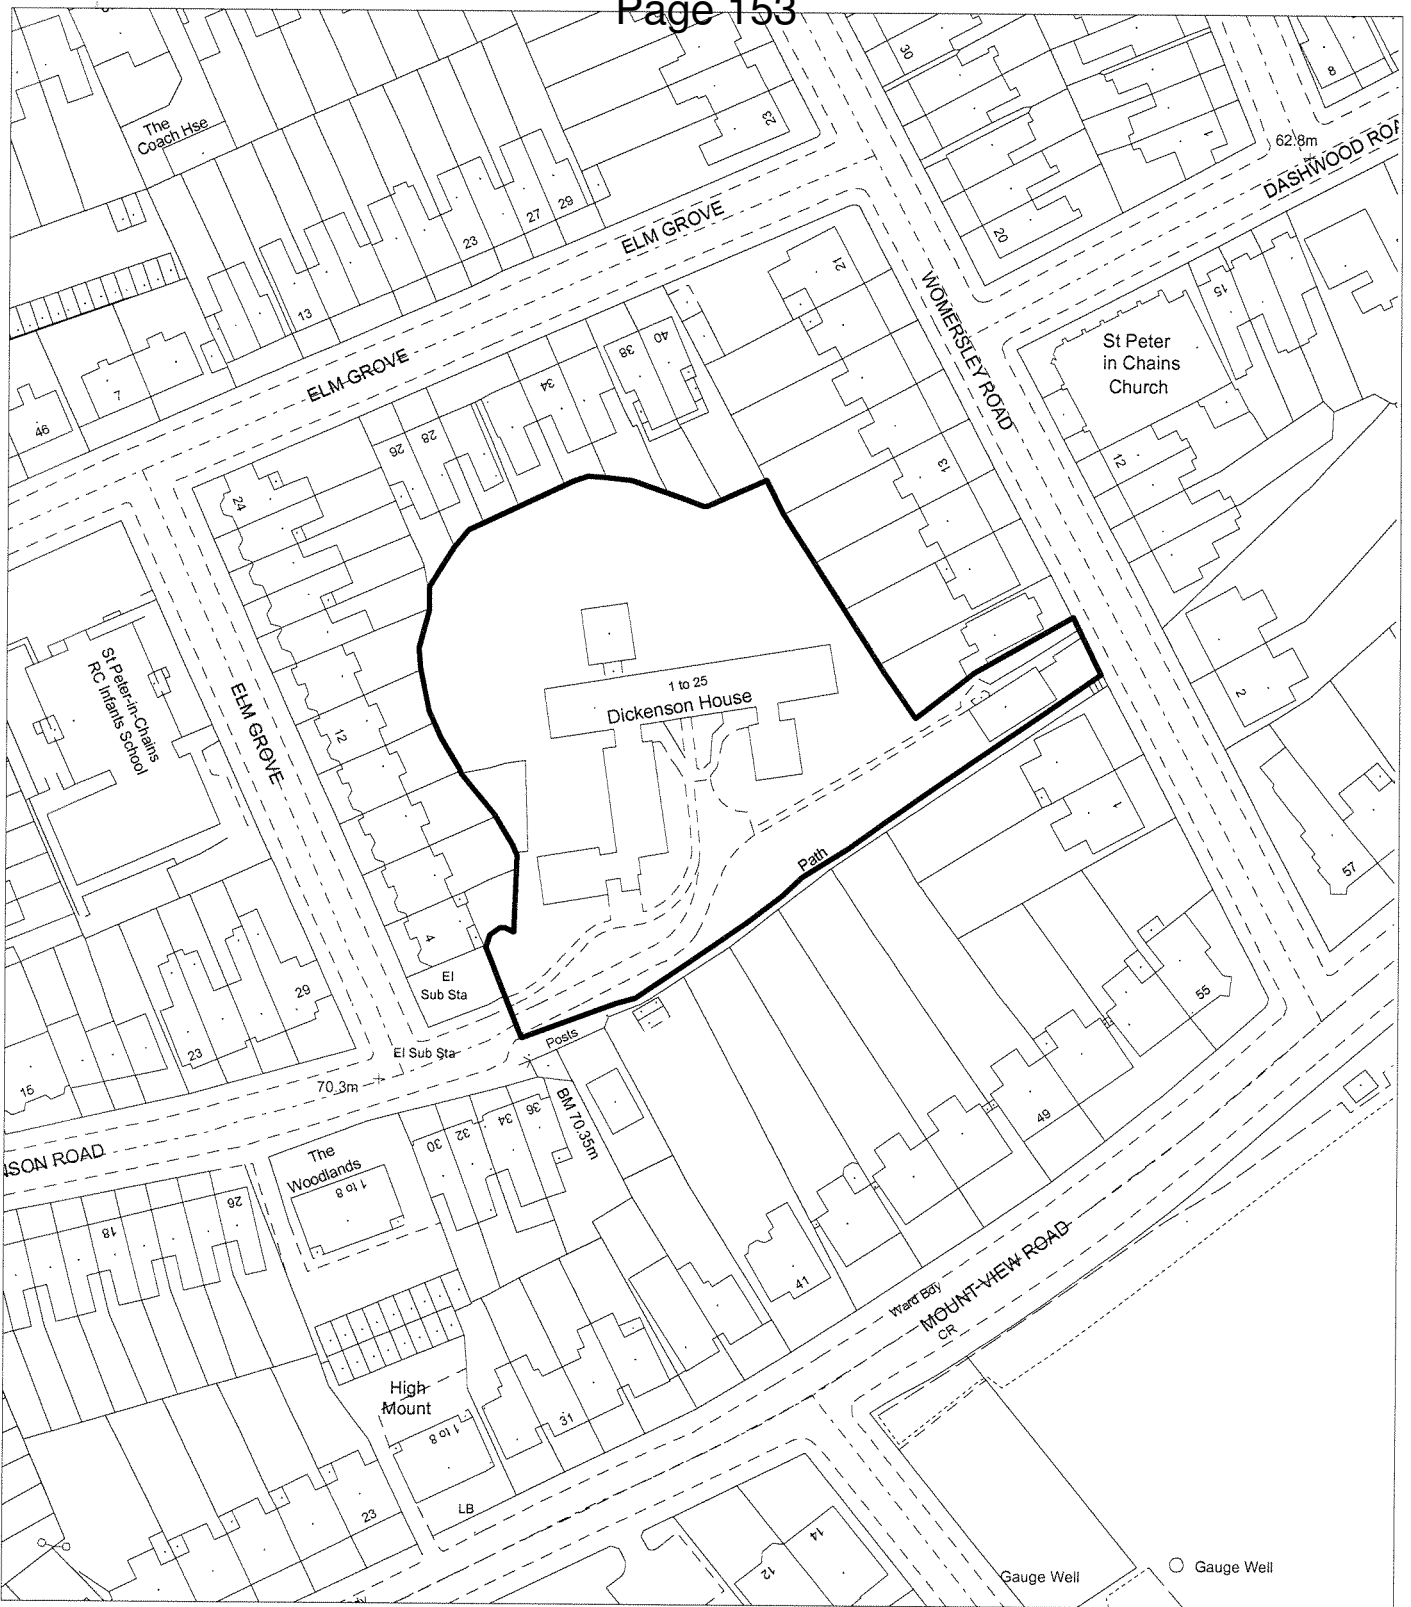 Page 153
30
8
The
Coach Hse
23
1
62.8m
DASHWOOD ROA
27
29
23
ELM GROVE
20
13
21
WOMERSLEY ROAD
15
St Peter
in Chains
Church
ELM GROVE
38
40
34
7
46
26
28
12
13
24
St Peter-in-Chains
RC Infants School
ELM GROVE
12
1 to 25
Dickenson House
2
1
57
Path
4
El
Sub Sta
29
23
55
Posts
El Sub Sta
70.3m
15
BM 70.35m
30
32
34
36
49
NSON ROAD
The
Woodlands
1 to 8
18
26
41
Ward Bdy
MOUNT VIEW ROAD
CR
High
Mount
31
1 to 8
LB
23
14
12
Gauge Well
Gauge Well